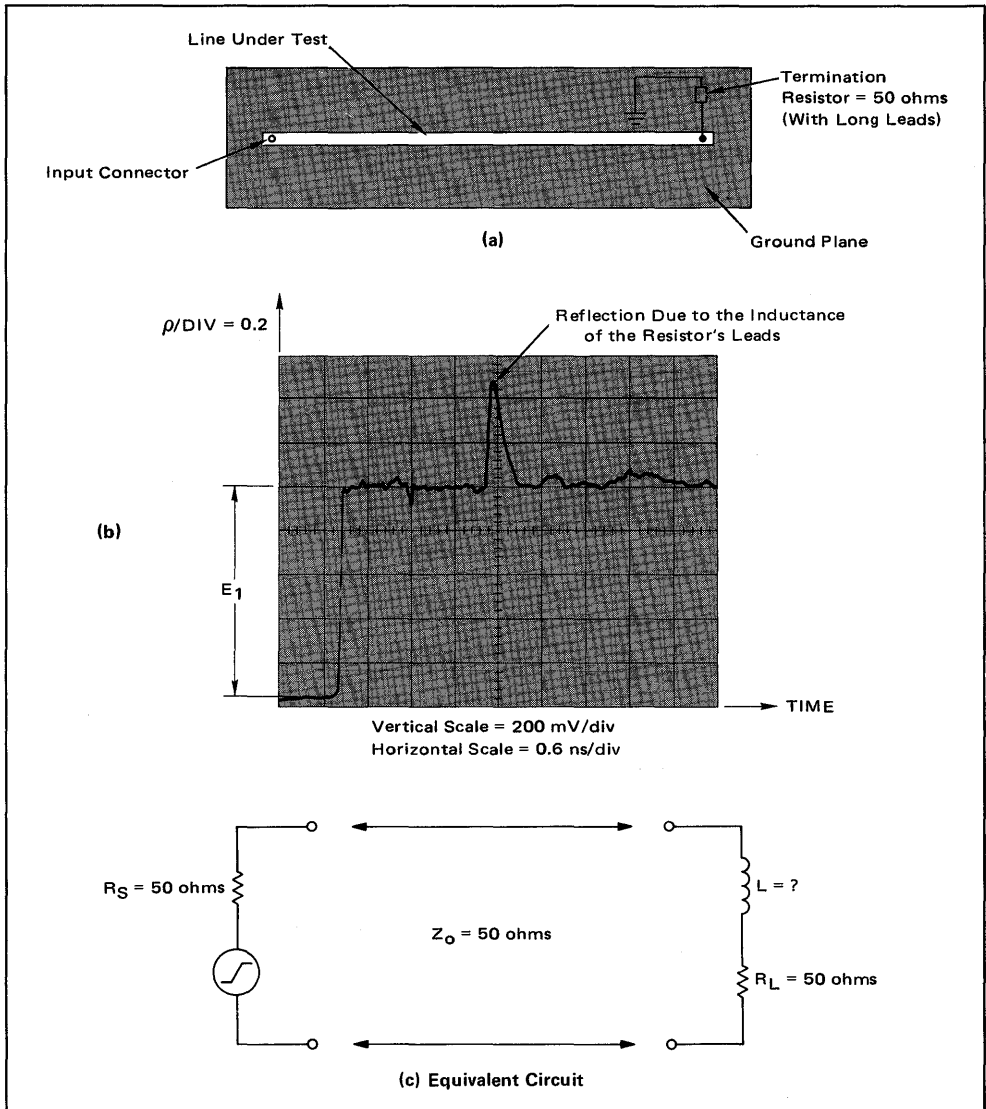 Line Under Test
Termination
Resistor = 50 ohms
(With Long Leads)
Input Connector
(a)
Ground Plane
ρ/DIV = 0.2
Reflection Due to the Inductance
of the Resistor's Leads
(b)
E1
TIME
Vertical Scale = 200 mV/div
Horizontal Scale = 0.6 ns/div
RS = 50 ohms
L = ?
Zo = 50 ohms
RL = 50 ohms
(c) Equivalent Circuit